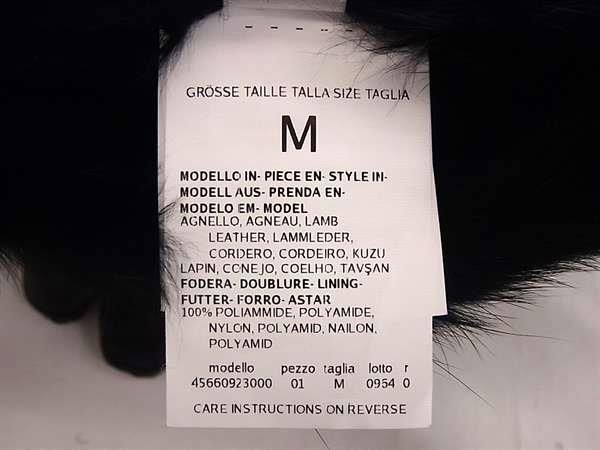 GRÖSSE TAILLE TALLA SIZE TAGLIA
M
MODELLO IN- PIECE EN- STYLE IN-
MODELL AUS- PRENDA EN-
MODELO EM- MODEL
AGNELLO, AGNEAU, LAMB
LEATHER, LAMMLEDER,
CORDERO, CORDEIRO, KUZU
LAPIN, CONEJO, COELHO, TAVŞAN
FODERA- DOUBLURE- LINING-
FUTTER- FORRO- ASTAR
100% POLIAMMIDE, POLYAMIDE,
NYLON, POLYAMID, NAILON,
POLYAMID
modello pezzo taglia lotto r
45660923000 01 M 0954 0
CARE INSTRUCTIONS ON REVERSE